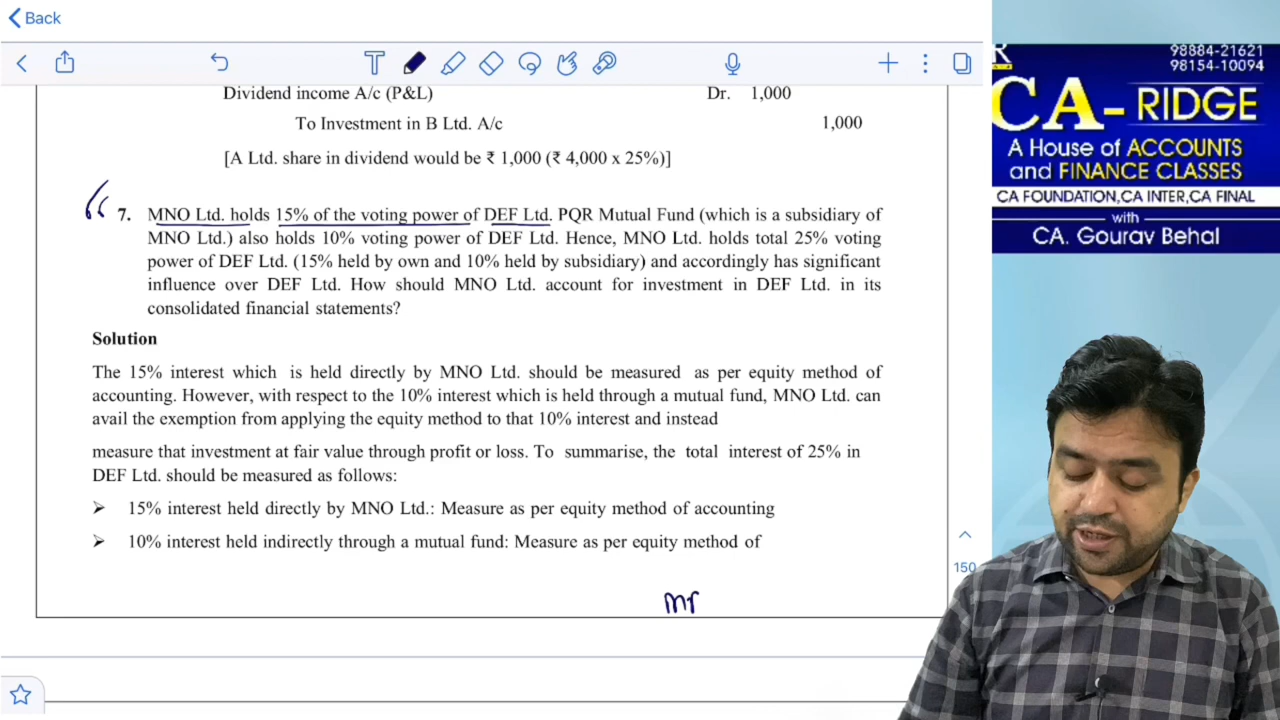 Back
Dividend income A/c (P&L) Dr. 1,000
To Investment in B Ltd. A/c 1,000
[A Ltd. share in dividend would be ₹ 1,000 (₹ 4,000 x 25%)]
7. MNO Ltd. holds 15% of the voting power of DEF Ltd. PQR Mutual Fund (which is a subsidiary of
MNO Ltd.) also holds 10% voting power of DEF Ltd. Hence, MNO Ltd. holds total 25% voting
power of DEF Ltd. (15% held by own and 10% held by subsidiary) and accordingly has significant
influence over DEF Ltd. How should MNO Ltd. account for investment in DEF Ltd. in its
consolidated financial statements?
Solution
The 15% interest which is held directly by MNO Ltd. should be measured as per equity method of
accounting. However, with respect to the 10% interest which is held through a mutual fund, MNO Ltd. can
avail the exemption from applying the equity method to that 10% interest and instead
measure that investment at fair value through profit or loss. To summarise, the total interest of 25% in
DEF Ltd. should be measured as follows:
15% interest held directly by MNO Ltd.: Measure as per equity method of accounting
10% interest held indirectly through a mutual fund: Measure as per equity method of
150
R
98884-21621
98154-10094
CA-RIDGE
A House of ACCOUNTS
and FINANCE CLASSES
CA FOUNDATION,CA INTER,CA FINAL
with
CA. Gourav Behal